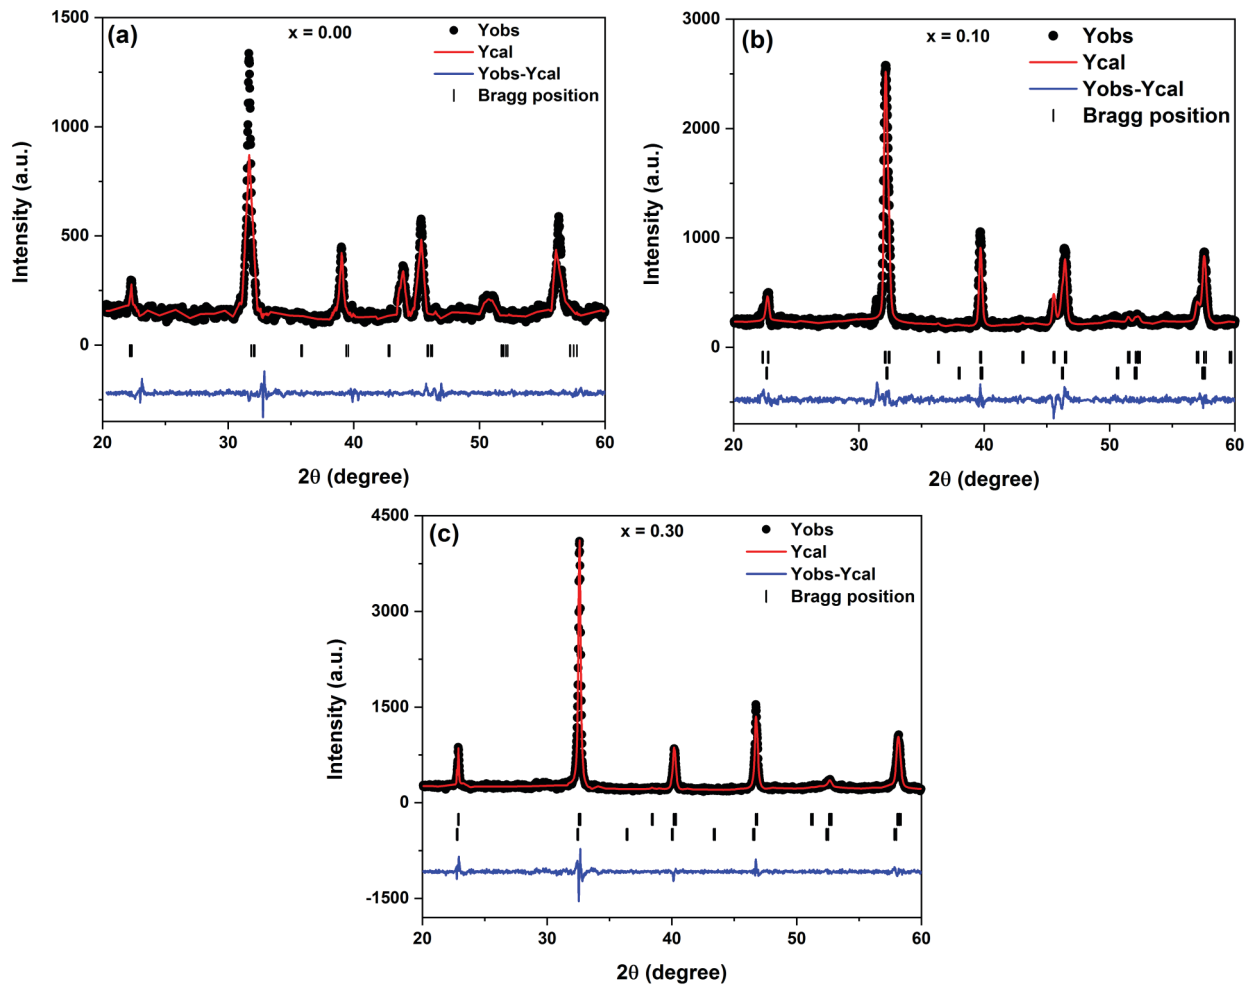 (a)
x = 0.00
Yobs
Ycal
Yobs-Ycal
Bragg position
1500
1000
500
0
Intensity (a.u.)
20 30 40 50 60
2θ (degree)
(b)
x = 0.10
Yobs
Ycal
Yobs-Ycal
Bragg position
3000
2000
1000
0
Intensity (a.u.)
20 30 40 50 60
2θ (degree)
(c)
x = 0.30
Yobs
Ycal
Yobs-Ycal
Bragg position
4500
3000
1500
0
-1500
Intensity (a.u.)
20 30 40 50 60
2θ (degree)